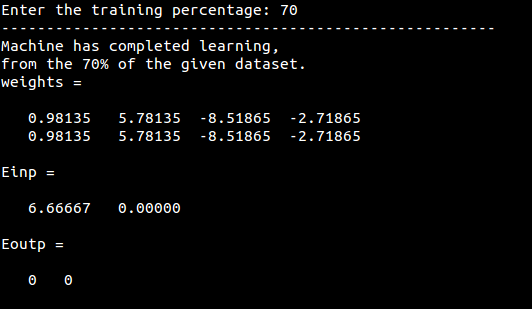 Enter the training percentage: 70
-------------------------------------------------------
Machine has completed learning,
from the 70% of the given dataset.
weights =
0.98135 5.78135 -8.51865 -2.71865
0.98135 5.78135 -8.51865 -2.71865
Einp =
6.66667 0.00000
Eoutp =
0 0